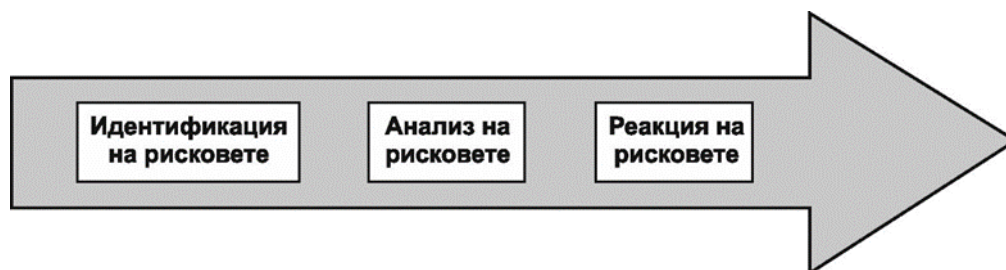 Идентификация
на рисковете
Анализ на
рисковете
Реакция на
рисковете